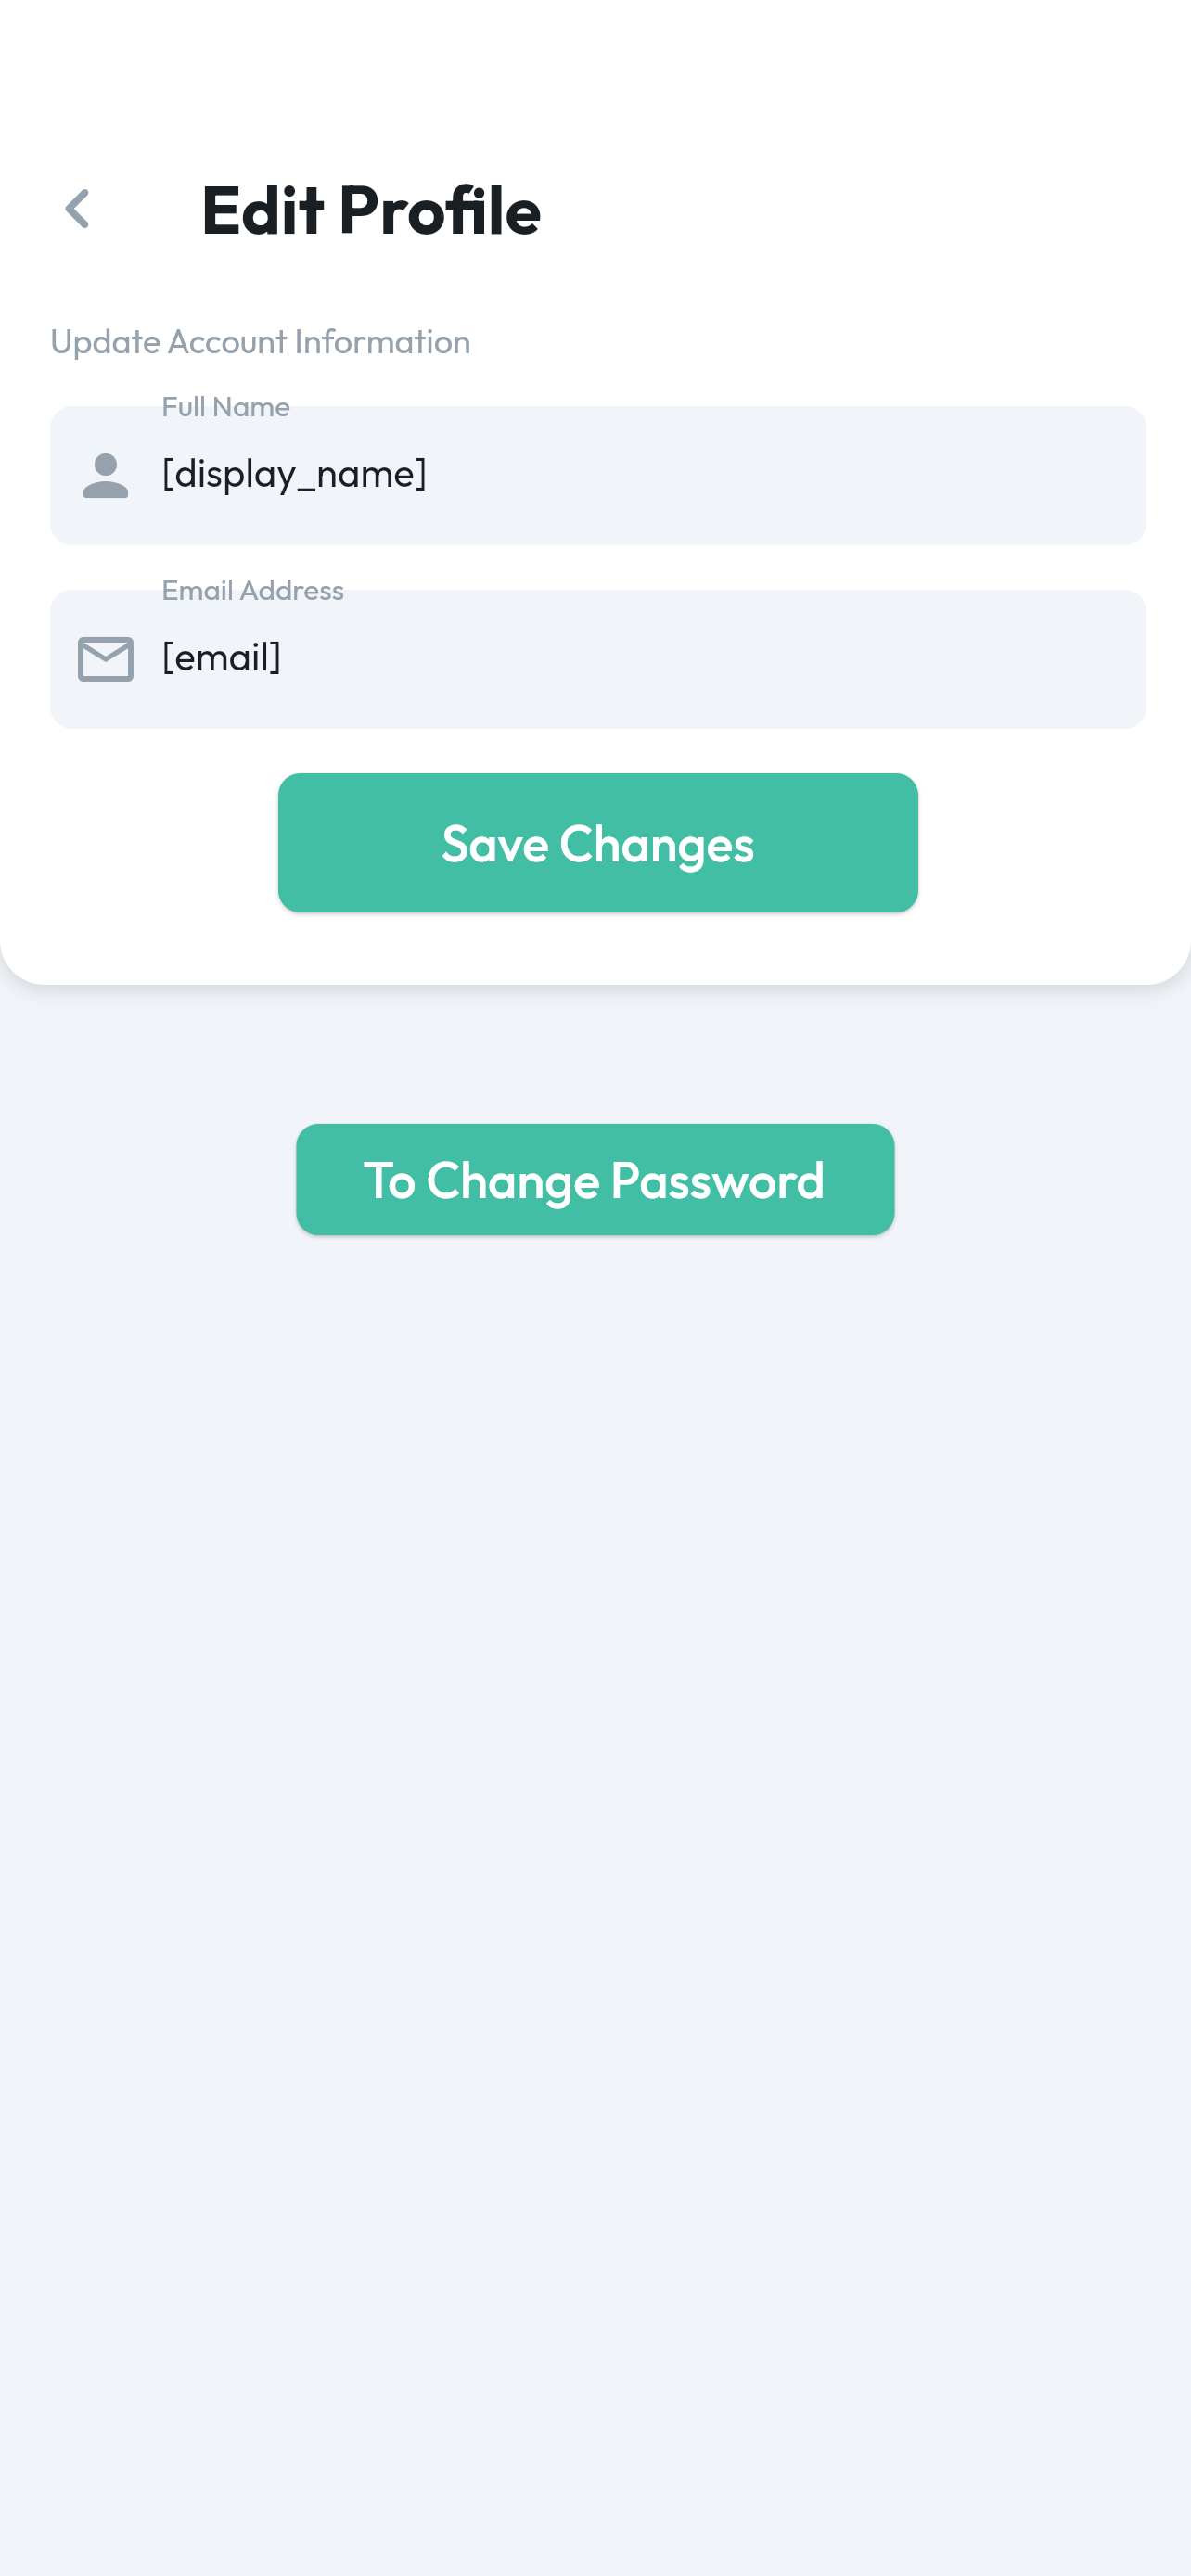 Edit Profile
Update Account Information
Full Name
[display_name]
Email Address
[email]
Save Changes
To Change Password